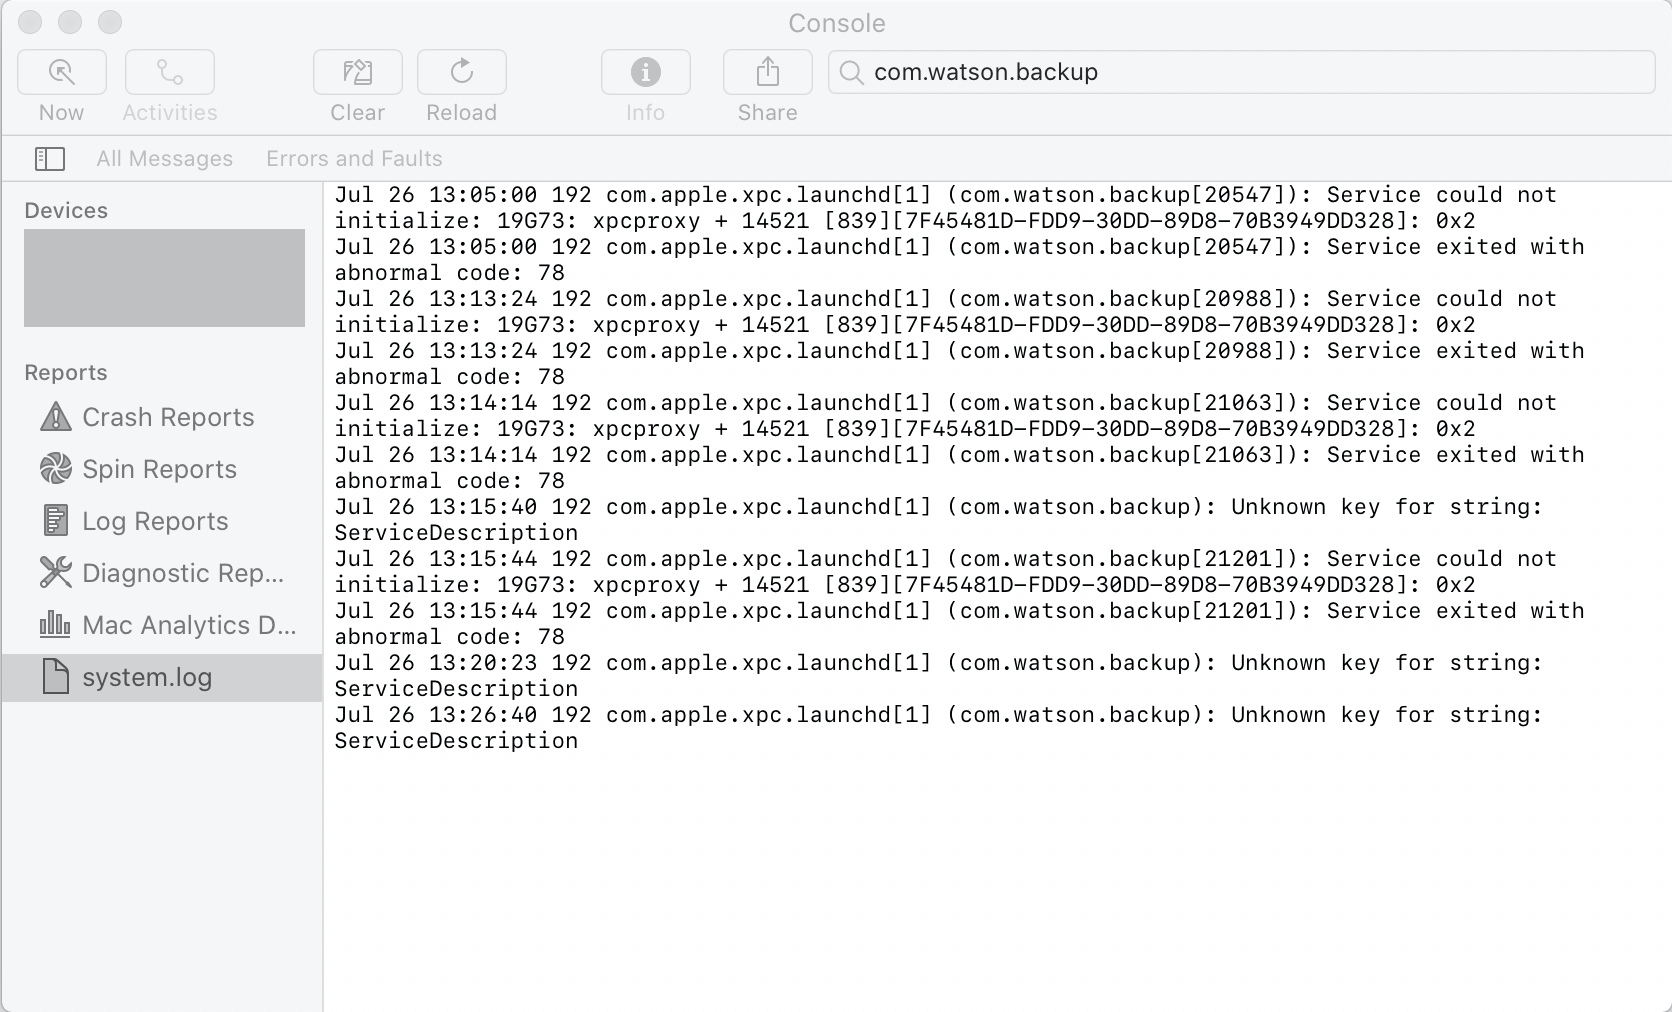 Console
com.watson.backup
Now
Activities
Clear
Reload
Info
Share
All Messages
Errors and Faults
Devices
Reports
Crash Reports
Spin Reports
Log Reports
Diagnostic Rep...
Mac Analytics D...
system.log
Jul 26 13:05:00 192 com.apple.xpc.launchd[1] (com.watson.backup[20547]): Service could not
initialize: 19G73: xpcproxy + 14521 [839][7F45481D-FDD9-30DD-89D8-70B3949DD328]: 0x2
Jul 26 13:05:00 192 com.apple.xpc.launchd[1] (com.watson.backup[20547]): Service exited with
abnormal code: 78
Jul 26 13:13:24 192 com.apple.xpc.launchd[1] (com.watson.backup[20988]): Service could not
initialize: 19G73: xpcproxy + 14521 [839][7F45481D-FDD9-30DD-89D8-70B3949DD328]: 0x2
Jul 26 13:13:24 192 com.apple.xpc.launchd[1] (com.watson.backup[20988]): Service exited with
abnormal code: 78
Jul 26 13:14:14 192 com.apple.xpc.launchd[1] (com.watson.backup[21063]): Service could not
initialize: 19G73: xpcproxy + 14521 [839][7F45481D-FDD9-30DD-89D8-70B3949DD328]: 0x2
Jul 26 13:14:14 192 com.apple.xpc.launchd[1] (com.watson.backup[21063]): Service exited with
abnormal code: 78
Jul 26 13:15:40 192 com.apple.xpc.launchd[1] (com.watson.backup): Unknown key for string:
ServiceDescription
Jul 26 13:15:44 192 com.apple.xpc.launchd[1] (com.watson.backup[21201]): Service could not
initialize: 19G73: xpcproxy + 14521 [839][7F45481D-FDD9-30DD-89D8-70B3949DD328]: 0x2
Jul 26 13:15:44 192 com.apple.xpc.launchd[1] (com.watson.backup[21201]): Service exited with
abnormal code: 78
Jul 26 13:20:23 192 com.apple.xpc.launchd[1] (com.watson.backup): Unknown key for string:
ServiceDescription
Jul 26 13:26:40 192 com.apple.xpc.launchd[1] (com.watson.backup): Unknown key for string:
ServiceDescription